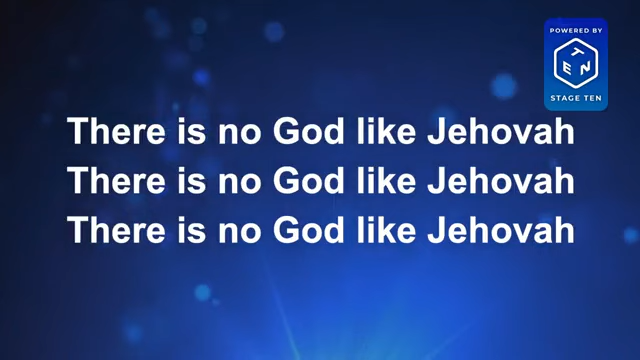 POWERED BY
TEN
STAGE TEN
There is no God like Jehovah
There is no God like Jehovah
There is no God like Jehovah